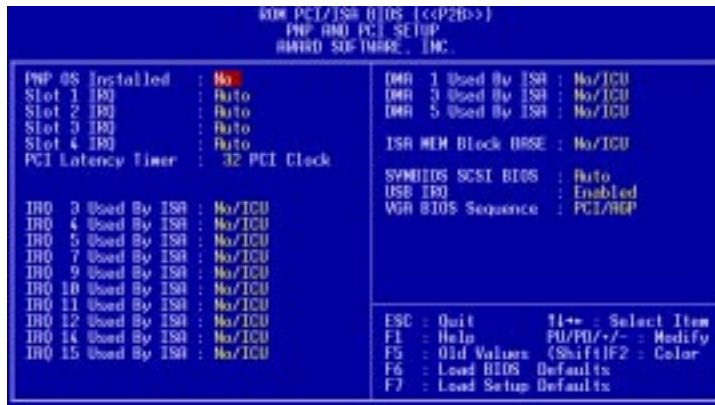 ROM PCI/ISA BIOS (<<P2B>>)
PNP AND PCI SETUP
AWARD SOFTWARE, INC.
PNP OS Installed : No
Slot 1 IRQ : Auto
Slot 2 IRQ : Auto
Slot 3 IRQ : Auto
Slot 4 IRQ : Auto
PCI Latency Timer : 32 PCI Clock
IRQ 3 Used By ISA : No/ICU
IRQ 4 Used By ISA : No/ICU
IRQ 5 Used By ISA : No/ICU
IRQ 7 Used By ISA : No/ICU
IRQ 9 Used By ISA : No/ICU
IRQ 10 Used By ISA : No/ICU
IRQ 11 Used By ISA : No/ICU
IRQ 12 Used By ISA : No/ICU
IRQ 14 Used By ISA : No/ICU
IRQ 15 Used By ISA : No/ICU
DMA 1 Used By ISA : No/ICU
DMA 3 Used By ISA : No/ICU
DMA 5 Used By ISA : No/ICU
ISA MEM Block BASE : No/ICU
SYMBIOS SCSI BIOS : Auto
USB IRQ : Enabled
VGA BIOS Sequence : PCI/AGP
ESC : Quit ↑↓→← : Select Item
F1 : Help PU/PD/+/- : Modify
F5 : Old Values (Shift)F2 : Color
F6 : Load BIOS Defaults
F7 : Load Setup Defaults